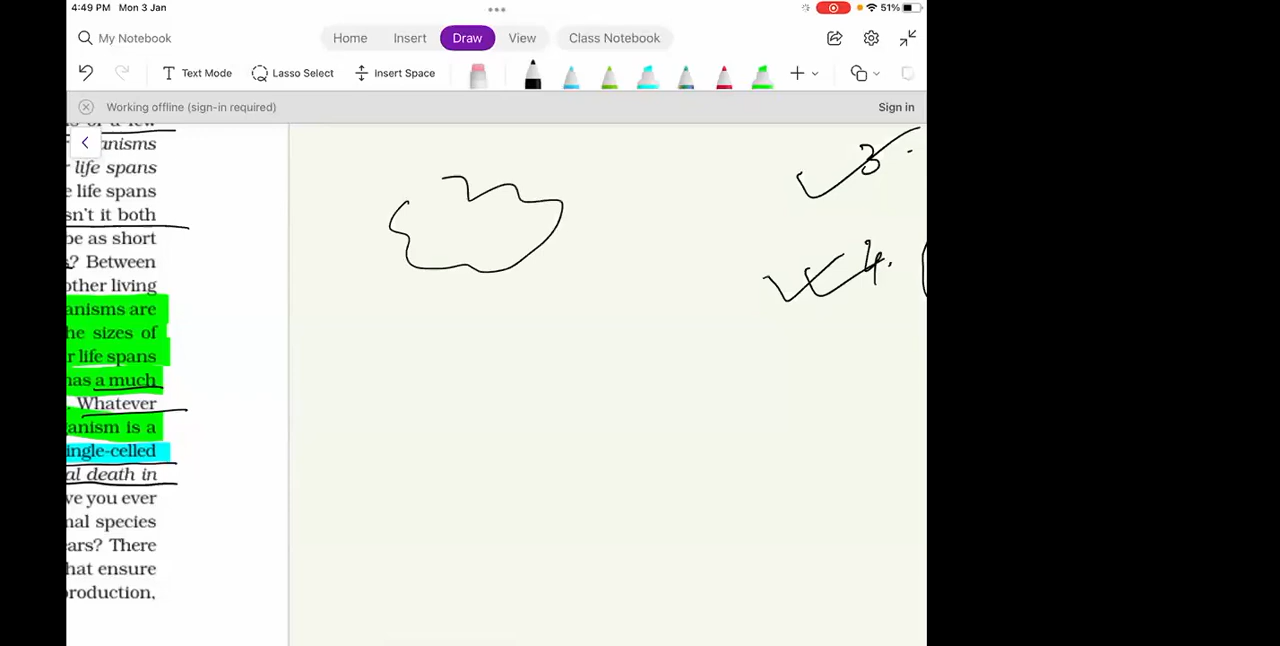 4:49 PM Mon 3 Jan
51%
My Notebook
Home Insert Draw View Class Notebook
Text Mode Lasso Select Insert Space
Working offline (sign-in required) Sign in
anisms
life spans
e life spans
sn't it both
be as short
s? Between
other living
anisms are
he sizes of
r life spans
has a much
. Whatever
anism is a
ingle-celled
al death in
ve you ever
nal species
ears? There
hat ensure
production,
3.
4.